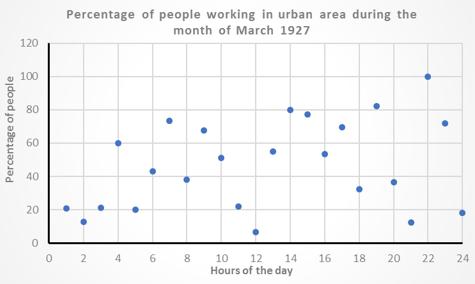 Percentage of people working in urban area during the
month of March 1927
Percentage of people
120
100
80
60
40
20
0
0 2 4 6 8 10 12 14 16 18 20 22 24
Hours of the day